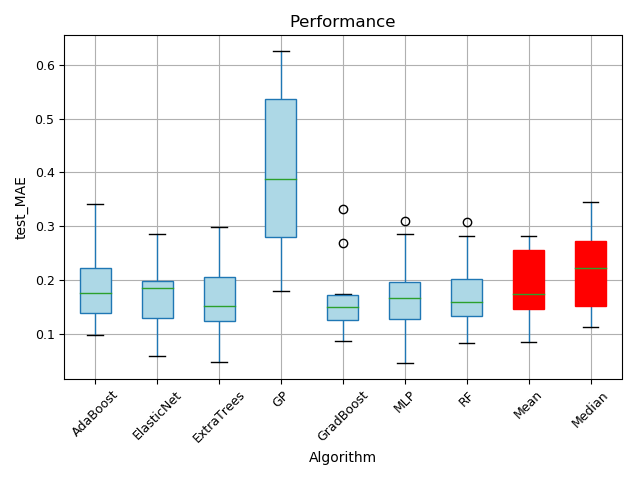 Performance
test_MAE
0.6
0.5
0.4
0.3
0.2
0.1
AdaBoost
ElasticNet
ExtraTrees
GP
GradBoost
MLP
RF
Mean
Median
Algorithm